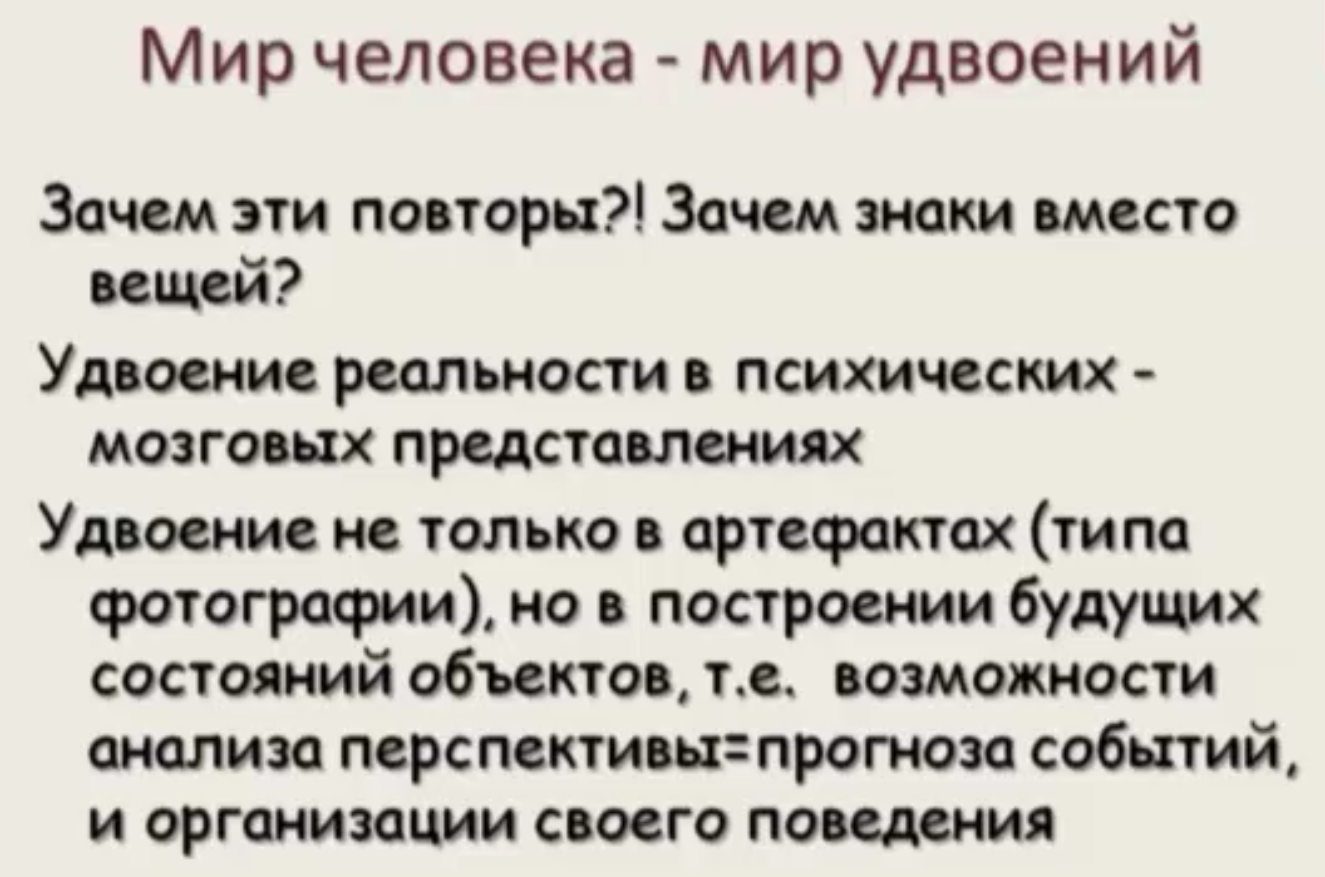 Мир человека - мир удвоений
Зачем эти повторы?! Зачем знаки вместо
вещей?
Удвоение реальности в психических -
мозговых представлениях
Удвоение не только в артефактах (типа
фотографии), но в построении будущих
состояний объектов, т.е. возможности
анализа перспективы=прогноза событий,
и организации своего поведения